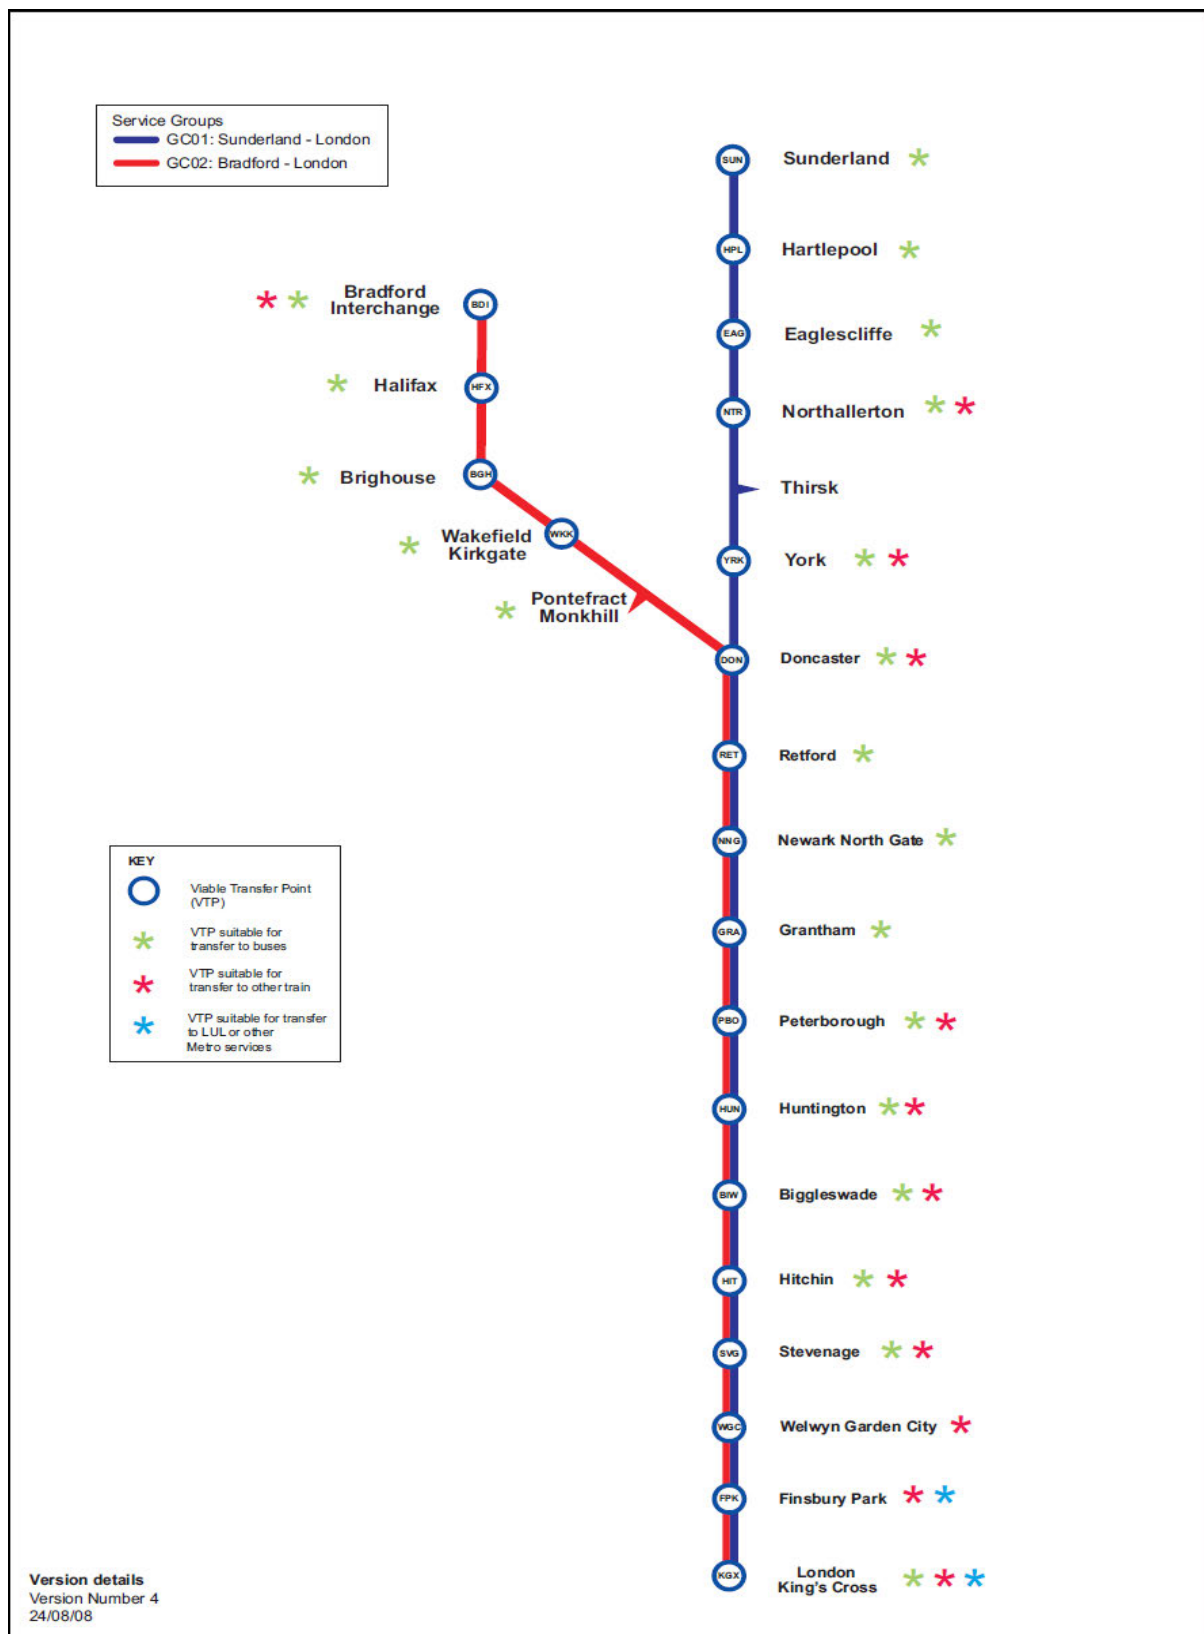 Service Groups
GC01: Sunderland - London
GC02: Bradford - London
SUN
Sunderland
HPL
Hartlepool
Bradford
Interchange
BDI
EAG
Eaglescliffe
Halifax
HFX
NTR
Northallerton
Brighouse
BGH
Thirsk
Wakefield
Kirkgate
WKK
YRK
York
Pontefract
Monkhill
DON
Doncaster
RET
Retford
NNG
Newark North Gate
KEY
Viable Transfer Point
(VTP)
VTP suitable for
transfer to buses
VTP suitable for
transfer to other train
VTP suitable for transfer
to LUL or other
Metro services
GRA
Grantham
PBO
Peterborough
HUN
Huntington
BIW
Biggleswade
HIT
Hitchin
SVG
Stevenage
WGC
Welwyn Garden City
FPK
Finsbury Park
KGX
London
King's Cross
Version details
Version Number 4
24/08/08